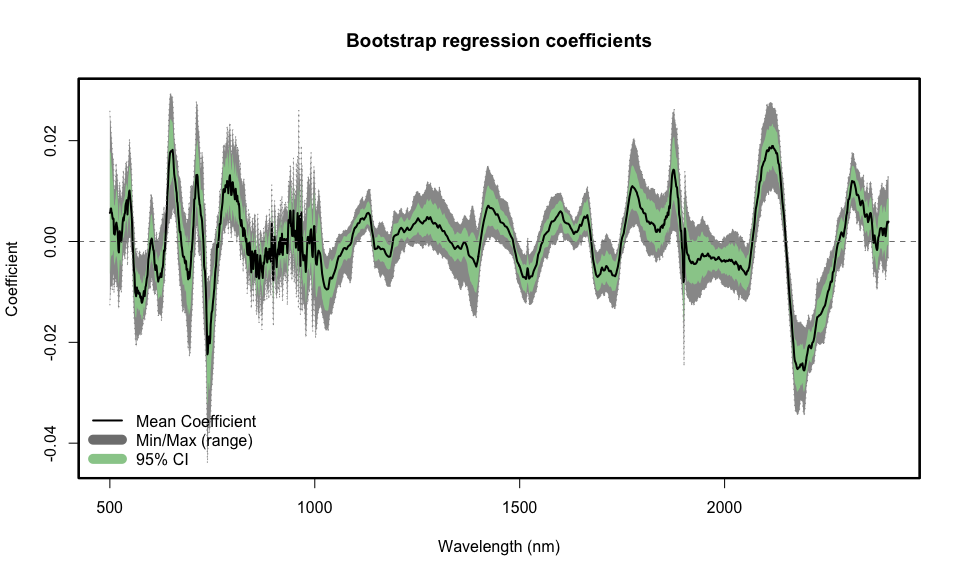 Bootstrap regression coefficients
0.02
0.00
-0.02
-0.04
Coefficient
Mean Coefficient
Min/Max (range)
95% CI
500 1000 1500 2000
Wavelength (nm)